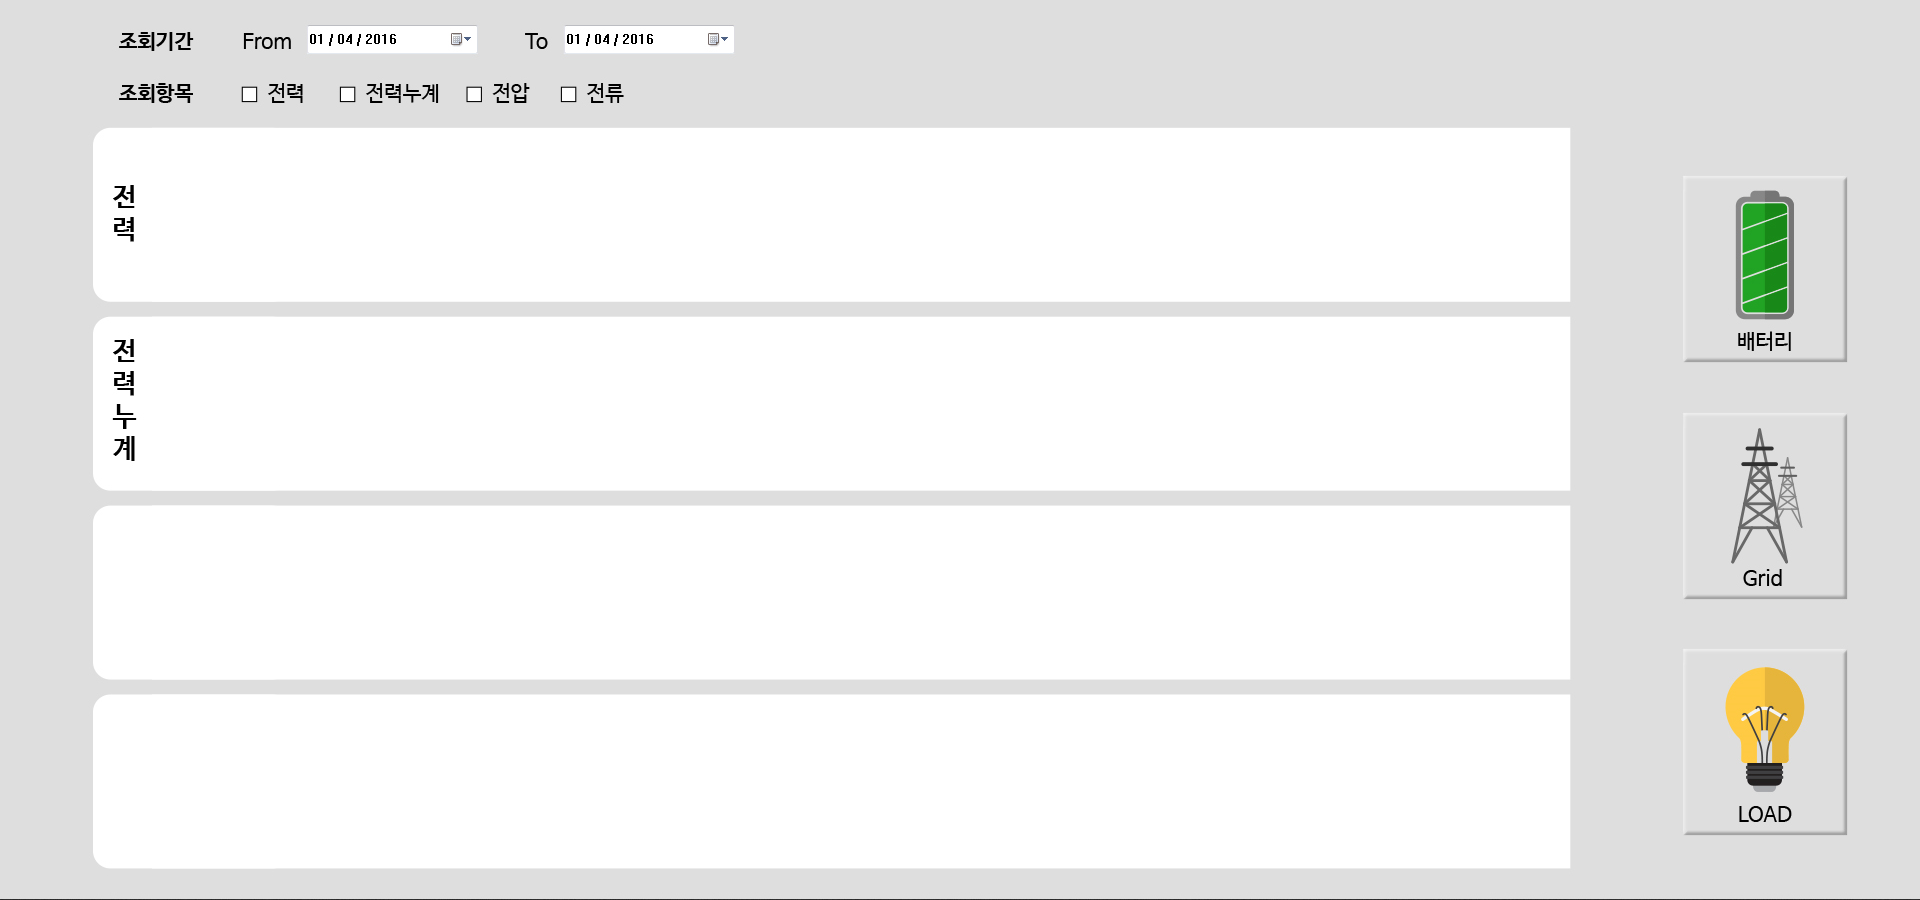 조회기간 From 01 / 04 / 2016 To 01 / 04 / 2016
조회항목 전력 전력누계 전압 전류
전
력
전
력
누
계
배터리
Grid
LOAD